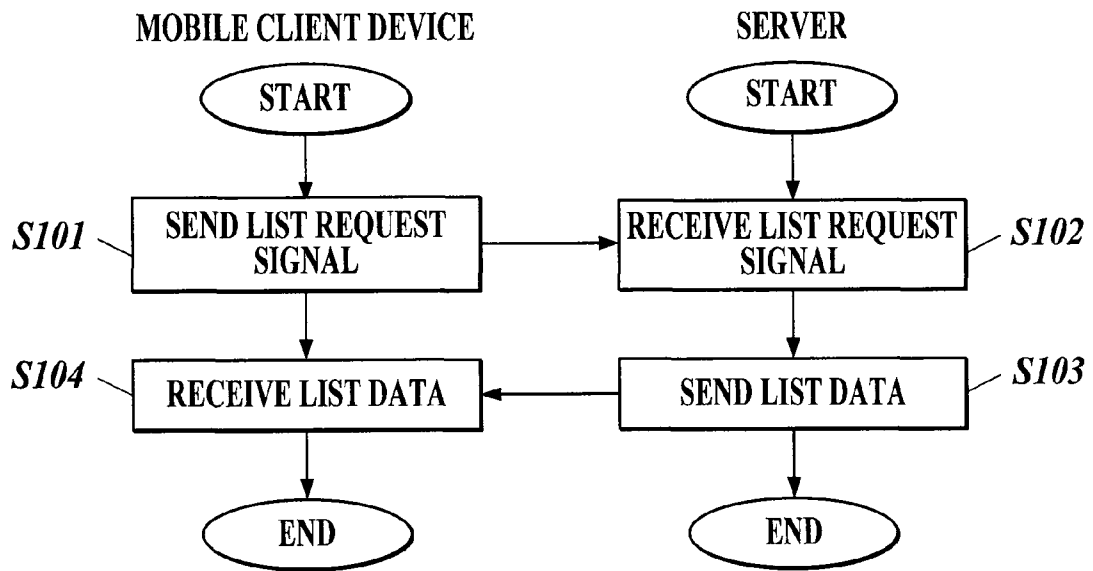 MOBILE CLIENT DEVICE
SERVER
START
START
S101
SEND LIST REQUEST
SIGNAL
RECEIVE LIST REQUEST
SIGNAL
S102
S104
RECEIVE LIST DATA
SEND LIST DATA
S103
END
END